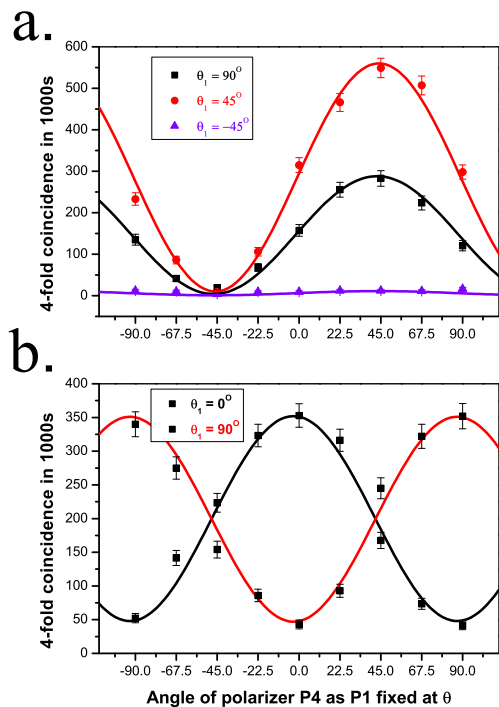 a.
600
500
400
300
200
100
0
4-fold coincidence in 1000s
θ₁ = 90°
θ₁ = 45°
θ₁ = −45°
-90.0 -67.5 -45.0 -22.5 0.0 22.5 45.0 67.5 90.0
b.
400
350
300
250
200
150
100
50
0
4-fold coincidence in 1000s
θ₁ = 0°
θ₁ = 90°
-90.0 -67.5 -45.0 -22.5 0.0 22.5 45.0 67.5 90.0
Angle of polarizer P4 as P1 fixed at θ